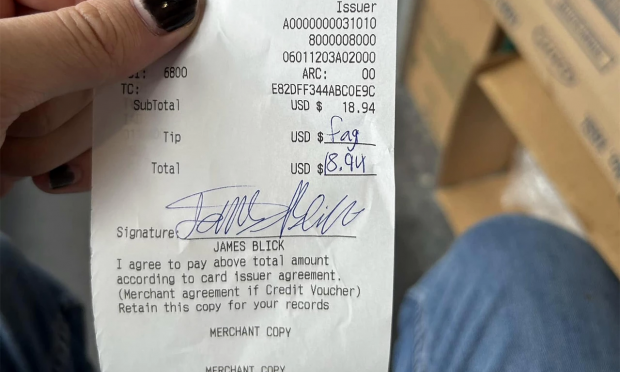 Issuer
A0000000031010
8000008000
06011203A02000
6800 ARC: 00
TC: E82DFF344ABC0E9C
SubTotal USD $ 18.94
Tip USD $ fag
Total USD $ 18.94
Signature: James Blick
JAMES BLICK
I agree to pay above total amount
according to card issuer agreement.
(Merchant agreement if Credit Voucher)
Retain this copy for your records
MERCHANT COPY
MERCHANT COPY